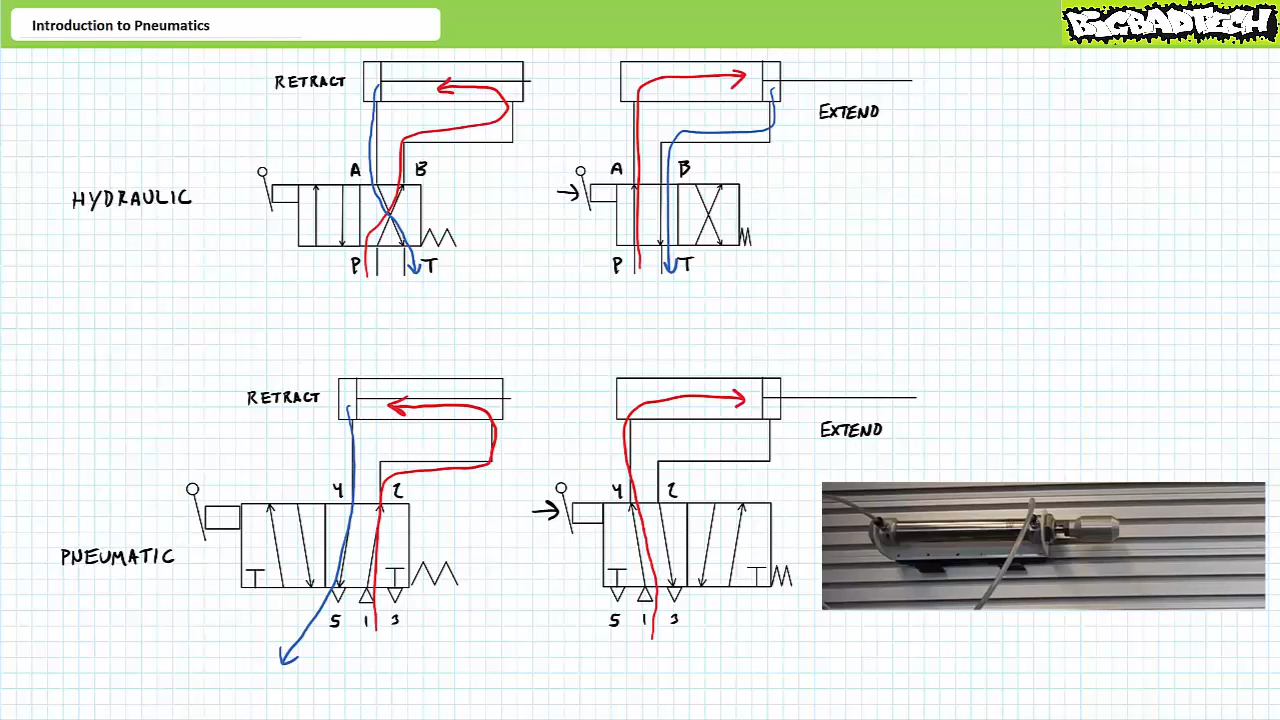 Introduction to Pneumatics
BIGBADTECH
RETRACT
EXTEND
A B
A B
HYDRAULIC
P T
P T
RETRACT
EXTEND
4 2
4 2
PNEUMATIC
5 1 3
5 1 3